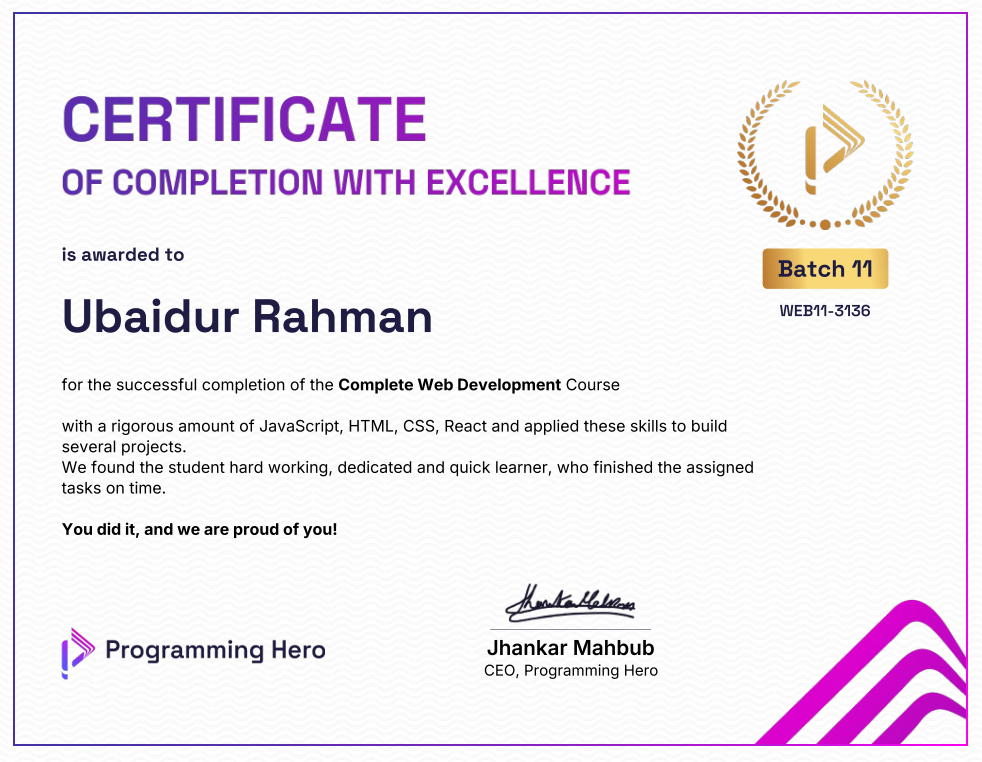 CERTIFICATE
OF COMPLETION WITH EXCELLENCE
is awarded to
Ubaidur Rahman
Batch 11
WEB11-3136
for the successful completion of the Complete Web Development Course
with a rigorous amount of JavaScript, HTML, CSS, React and applied these skills to build
several projects.
We found the student hard working, dedicated and quick learner, who finished the assigned
tasks on time.
You did it, and we are proud of you!
Programming Hero
Jhankar Mahbub
CEO, Programming Hero